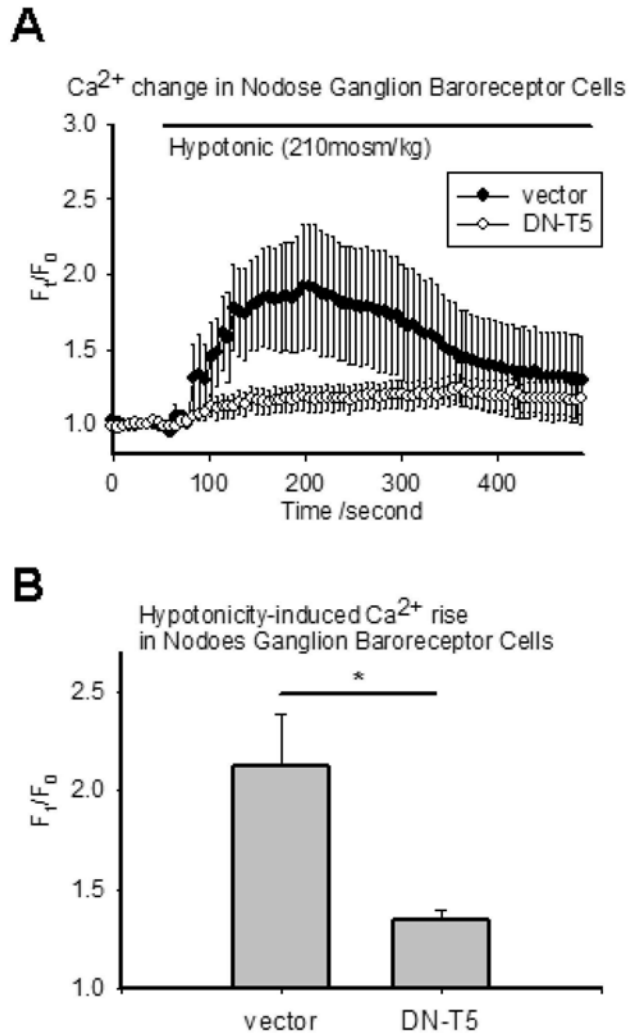 A
Ca²⁺ change in Nodose Ganglion Baroreceptor Cells
3.0
Hypotonic (210mosm/kg)
vector
DN-T5
2.5
2.0
1.5
1.0
Fₜ/F₀
0
100
200
300
400
Time /second
B
Hypotonicity-induced Ca²⁺ rise
in Nodoes Ganglion Baroreceptor Cells
*
2.5
2.0
1.5
1.0
Fₜ/F₀
vector
DN-T5